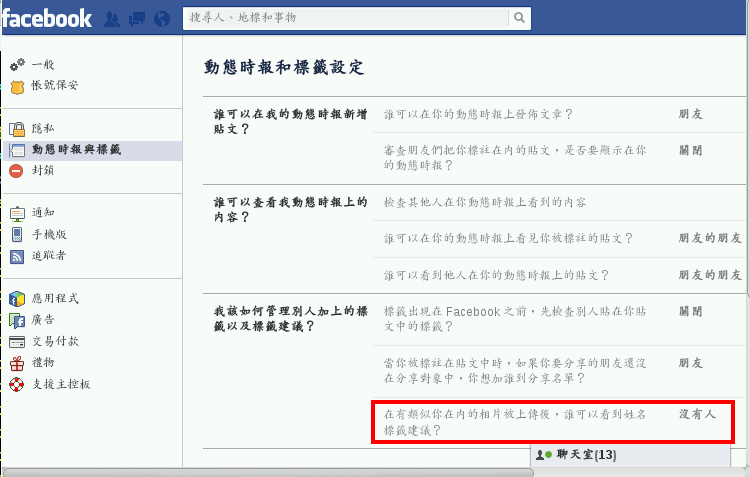 facebook
搜尋人、地標和事物
一般
帳號保安
隱私
動態時報與標籤
封鎖
通知
手機版
追蹤者
應用程式
廣告
交易付款
禮物
支援主控板
動態時報和標籤設定
誰可以在我的動態時報新增
貼文？
誰可以在你的動態時報上發佈文章？
朋友
審查朋友們把你標註在內的貼文，是否要顯示在你
的動態時報？
關閉
誰可以查看我動態時報上的
內容？
檢查其他人在你動態時報上看到的內容
誰可以在你的動態時報上看見你被標註的貼文？
朋友的朋友
誰可以看到他人在你的動態時報上的貼文？
朋友的朋友
我該如何管理別人加上的標
籤以及標籤建議？
標籤出現在 Facebook 之前，先檢查別人貼在你貼
文中的標籤？
關閉
當你被標註在貼文中時，如果你要分享的朋友還沒
在分享對象中，你想加誰到分享名單？
朋友
在有類似你在內的相片被上傳後，誰可以看到姓名
標籤建議？
沒有人
聊天室(13)